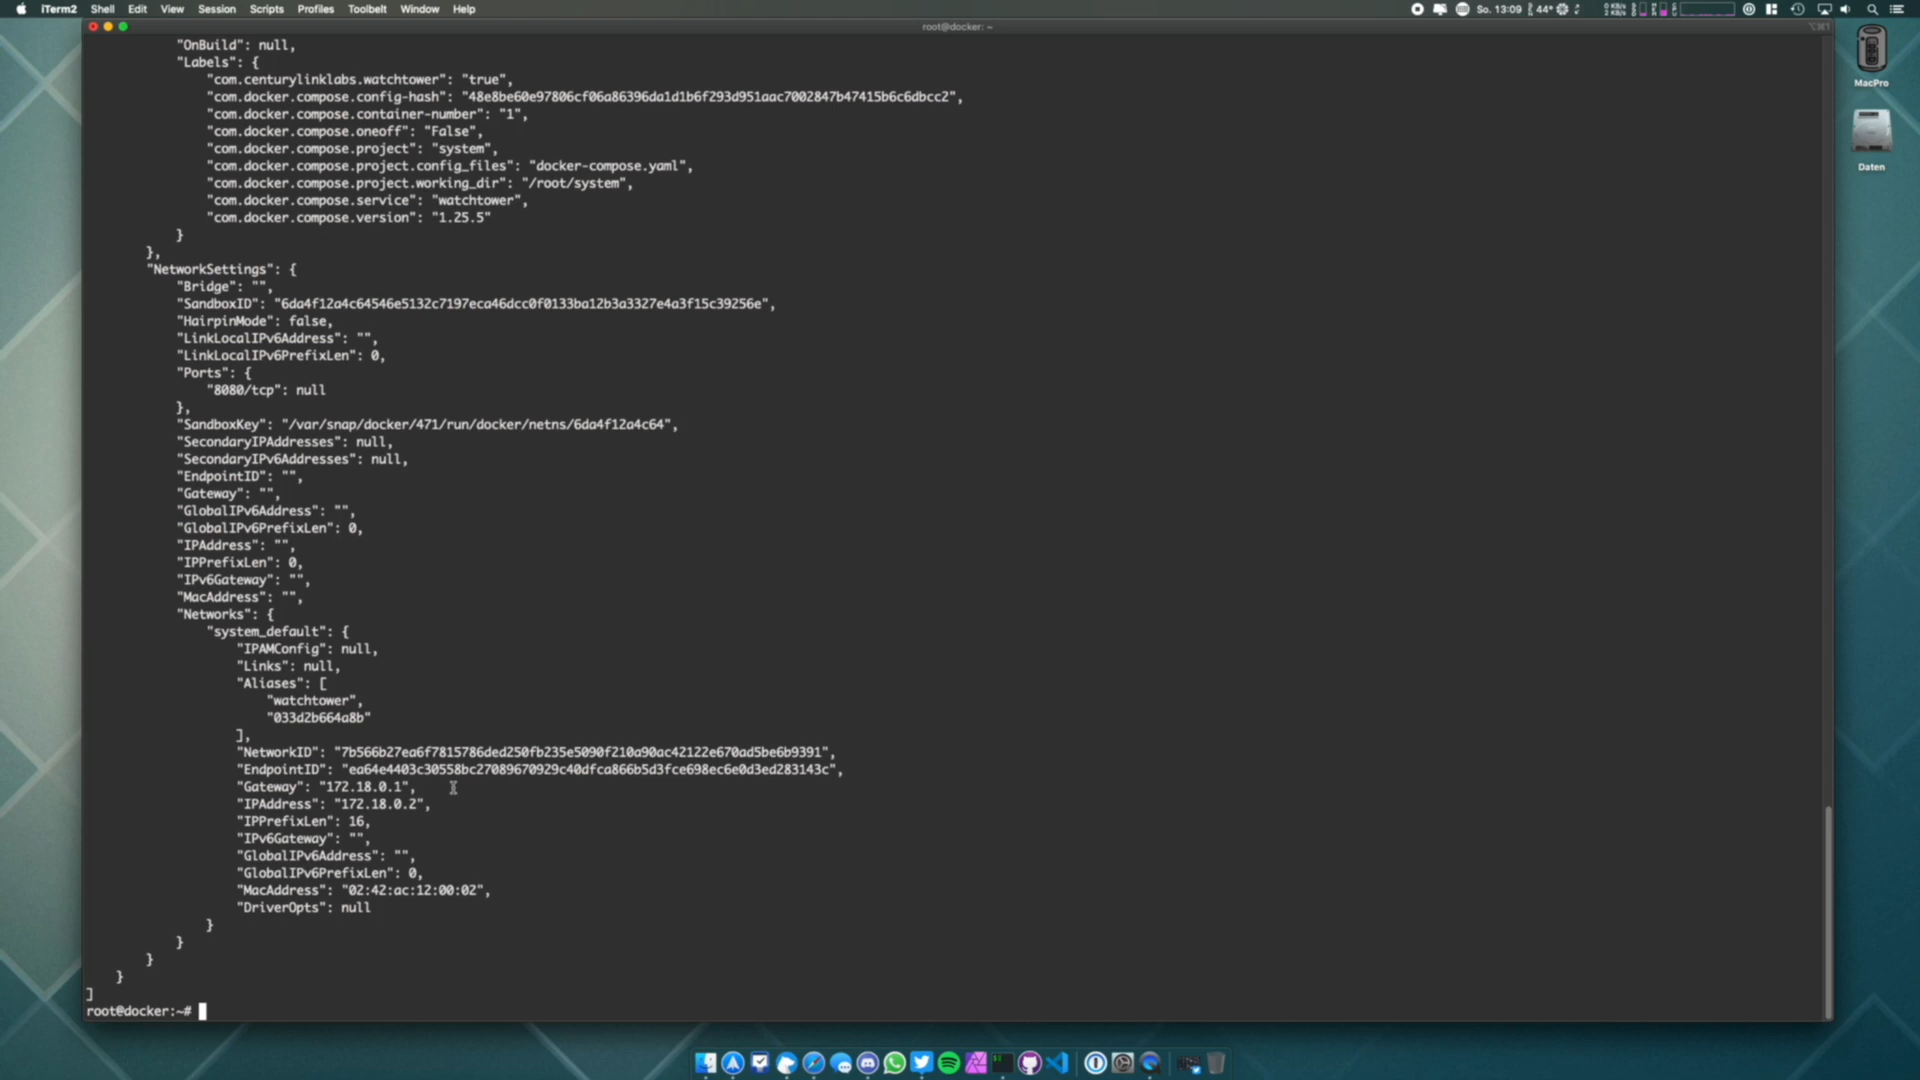 iTerm2 Shell Edit View Session Scripts Profiles Toolbelt Window Help
So. 13:09
44°
root@docker: ~
"OnBuild": null,
"Labels": {
"com.centurylinklabs.watchtower": "true",
"com.docker.compose.config-hash": "48e8be60e97806cf06a86396da1d1b6f293d951aac7002847b47415b6c6dbcc2",
"com.docker.compose.container-number": "1",
"com.docker.compose.oneoff": "False",
"com.docker.compose.project": "system",
"com.docker.compose.project.config_files": "docker-compose.yaml",
"com.docker.compose.project.working_dir": "/root/system",
"com.docker.compose.service": "watchtower",
"com.docker.compose.version": "1.25.5"
}
},
"NetworkSettings": {
"Bridge": "",
"SandboxID": "6da4f12a4c64546e5132c7197eca46dcc0f0133ba12b3a3327e4a3f15c39256e",
"HairpinMode": false,
"LinkLocalIPv6Address": "",
"LinkLocalIPv6PrefixLen": 0,
"Ports": {
"8080/tcp": null
},
"SandboxKey": "/var/snap/docker/471/run/docker/netns/6da4f12a4c64",
"SecondaryIPAddresses": null,
"SecondaryIPv6Addresses": null,
"EndpointID": "",
"Gateway": "",
"GlobalIPv6Address": "",
"GlobalIPv6PrefixLen": 0,
"IPAddress": "",
"IPPrefixLen": 0,
"IPv6Gateway": "",
"MacAddress": "",
"Networks": {
"system_default": {
"IPAMConfig": null,
"Links": null,
"Aliases": [
"watchtower",
"033d2b664a8b"
],
"NetworkID": "7b566b27ea6f7815786ded250fb235e5090f210a90ac42122e670ad5be6b9391",
"EndpointID": "ea64e4403c30558bc27089670929c40dfca866b5d3fce698ec6e0d3ed283143c",
"Gateway": "172.18.0.1",
"IPAddress": "172.18.0.2",
"IPPrefixLen": 16,
"IPv6Gateway": "",
"GlobalIPv6Address": "",
"GlobalIPv6PrefixLen": 0,
"MacAddress": "02:42:ac:12:00:02",
"DriverOpts": null
}
}
}
}
]
root@docker:~#
MacPro
Daten